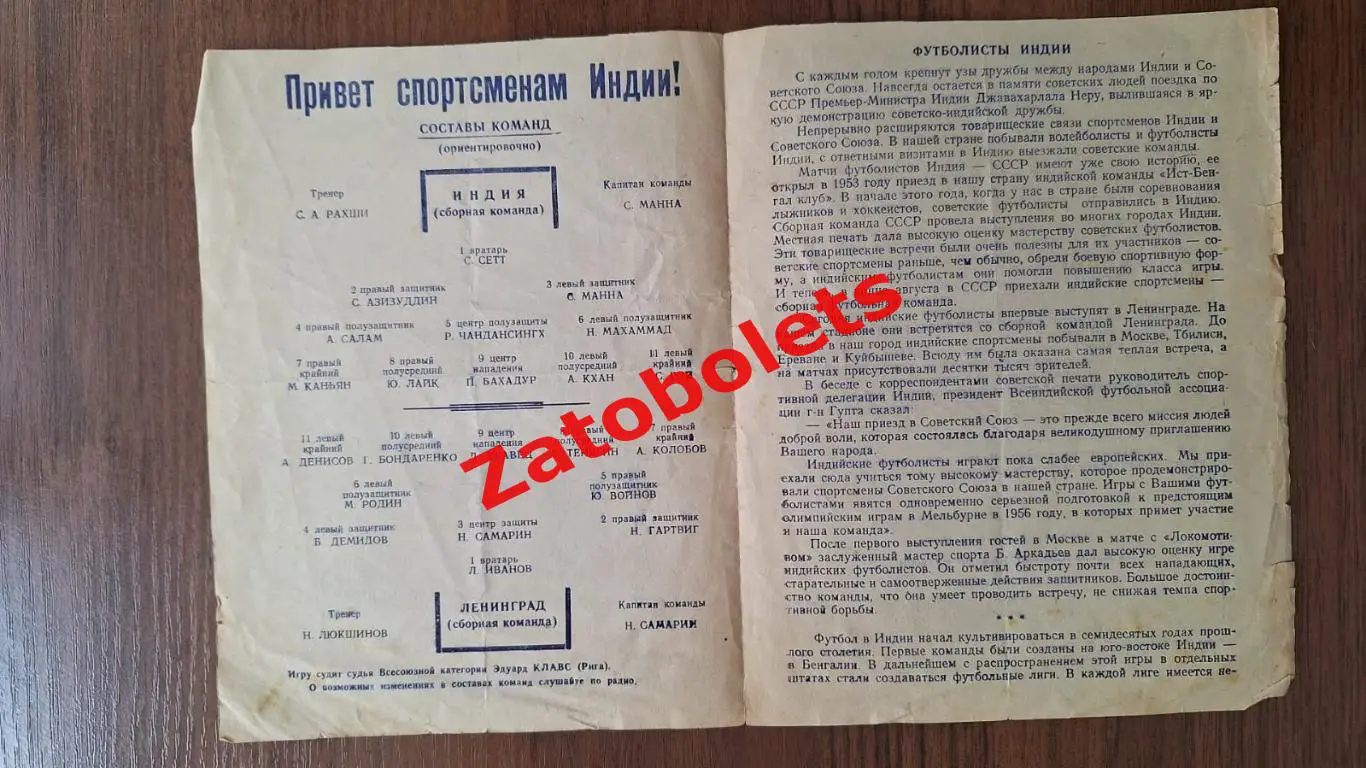 Привет спортсменам Индии!
СОСТАВЫ КОМАНД
(ориентировочно)
Тренер
С. А. РАХШИ
ИНДИЯ
(сборная команда)
Капитан команды
С. МАННА
1 вратарь
С. СЕТТ
2 правый защитник
С. АЗИЗУДДИН
3 левый защитник
С. МАННА
4 правый полузащитник
А. САЛАМ
5 центр полузащиты
Р. ЧАНДАНСИНГХ
6 левый полузащитник
Н. МАХАММАД
7 правый
крайний
М. КАНЬЯН
8 правый
полусредний
Ю. ЛАИК
9 центр
нападения
П. БАХАДУР
10 левый
полусредний
А. КХАН
11 левый
крайний
11 левый
крайний
А. ДЕНИСОВ
10 левый
полусредний
Г. БОНДАРЕНКО
9 центр
нападения
правый
полусредний
7 правый
крайний
А. КОЛОБОВ
6 левый
полузащитник
М. РОДИН
5 правый
полузащитник
Ю. ВОЙНОВ
4 левый защитник
Б. ДЕМИДОВ
3 центр защиты
Н. САМАРИН
2 правый защитник
Н. ГАРТВИГ
1 вратарь
Л. ИВАНОВ
Тренер
Н. ЛЮКШИНОВ
ЛЕНИНГРАД
(сборная команда)
Капитан команды
Н. САМАРИН
Игру судит судья Всесоюзной категории Эдуард КЛАВС (Рига).
О возможных изменениях в составах команд слушайте по радио.
ФУТБОЛИСТЫ ИНДИИ
С каждым годом крепнут узы дружбы между народами Индии и Со-
ветского Союза. Навсегда остается в памяти советских людей поездка по
СССР Премьер-Министра Индии Джавахарлала Неру, вылившаяся в яр-
кую демонстрацию советско-индийской дружбы.
Непрерывно расширяются товарищеские связи спортсменов Индии и
Советского Союза. В нашей стране побывали волейболисты и футболисты
Индии, с ответными визитами в Индию выезжали советские команды.
Матчи футболистов Индия — СССР имеют уже свою историю, ее
открыл в 1953 году приезд в нашу страну индийской команды «Ист-Бен-
гал клуб». В начале этого года, когда у нас в стране были соревнования
лыжников и хоккеистов, советские футболисты отправились в Индию.
Сборная команда СССР провела выступления во многих городах Индии.
Местная печать дала высокую оценку мастерству советских футболистов.
Эти товарищеские встречи были очень полезны для их участников — со-
ветские спортсмены раньше, чем обычно, обрели боевую спортивную фор-
му, а индийским футболистам они помогли повышению класса игры.
И теперь, в конце августа в СССР приехали индийские спортсмены —
сборная футбольная команда.
Сегодня индийские футболисты впервые выступят в Ленинграде. На
нашем стадионе они встретятся со сборной командой Ленинграда. До
приезда в наш город индийские спортсмены побывали в Москве, Тбилиси,
Ереване и Куйбышеве. Всюду им была оказана самая теплая встреча, а
на матчах присутствовали десятки тысяч зрителей.
В беседе с корреспондентами советской печати руководитель спор-
тивной делегации Индии, президент Всеиндийской футбольной ассоциа-
ции г-н Гупта сказал:
— «Наш приезд в Советский Союз — это прежде всего миссия людей
доброй воли, которая состоялась благодаря великодушному приглашению
Вашего народа.
Индийские футболисты играют пока слабее европейских. Мы при-
ехали сюда учиться тому высокому мастерству, которое продемонстриро-
вали спортсмены Советского Союза в нашей стране. Игры с Вашими фут-
болистами явятся одновременно серьезной подготовкой к предстоящим
олимпийским играм в Мельбурне в 1956 году, в которых примет участие
и наша команда».
После первого выступления гостей в Москве в матче с «Локомоти-
вом» заслуженный мастер спорта Б. Аркадьев дал высокую оценку игре
индийских футболистов. Он отметил быстроту почти всех нападающих,
старательные и самоотверженные действия защитников. Большое достоин-
ство команды, что она умеет проводить встречу, не снижая темпа спор-
тивной борьбы.
* * *
Футбол в Индии начал культивироваться в семидесятых годах прош-
лого столетия. Первые команды были созданы на юго-востоке Индии —
в Бенгалии. В дальнейшем с распространением этой игры в отдельных
штатах стали создаваться футбольные лиги. В каждой лиге имеется не-
Zatobolets